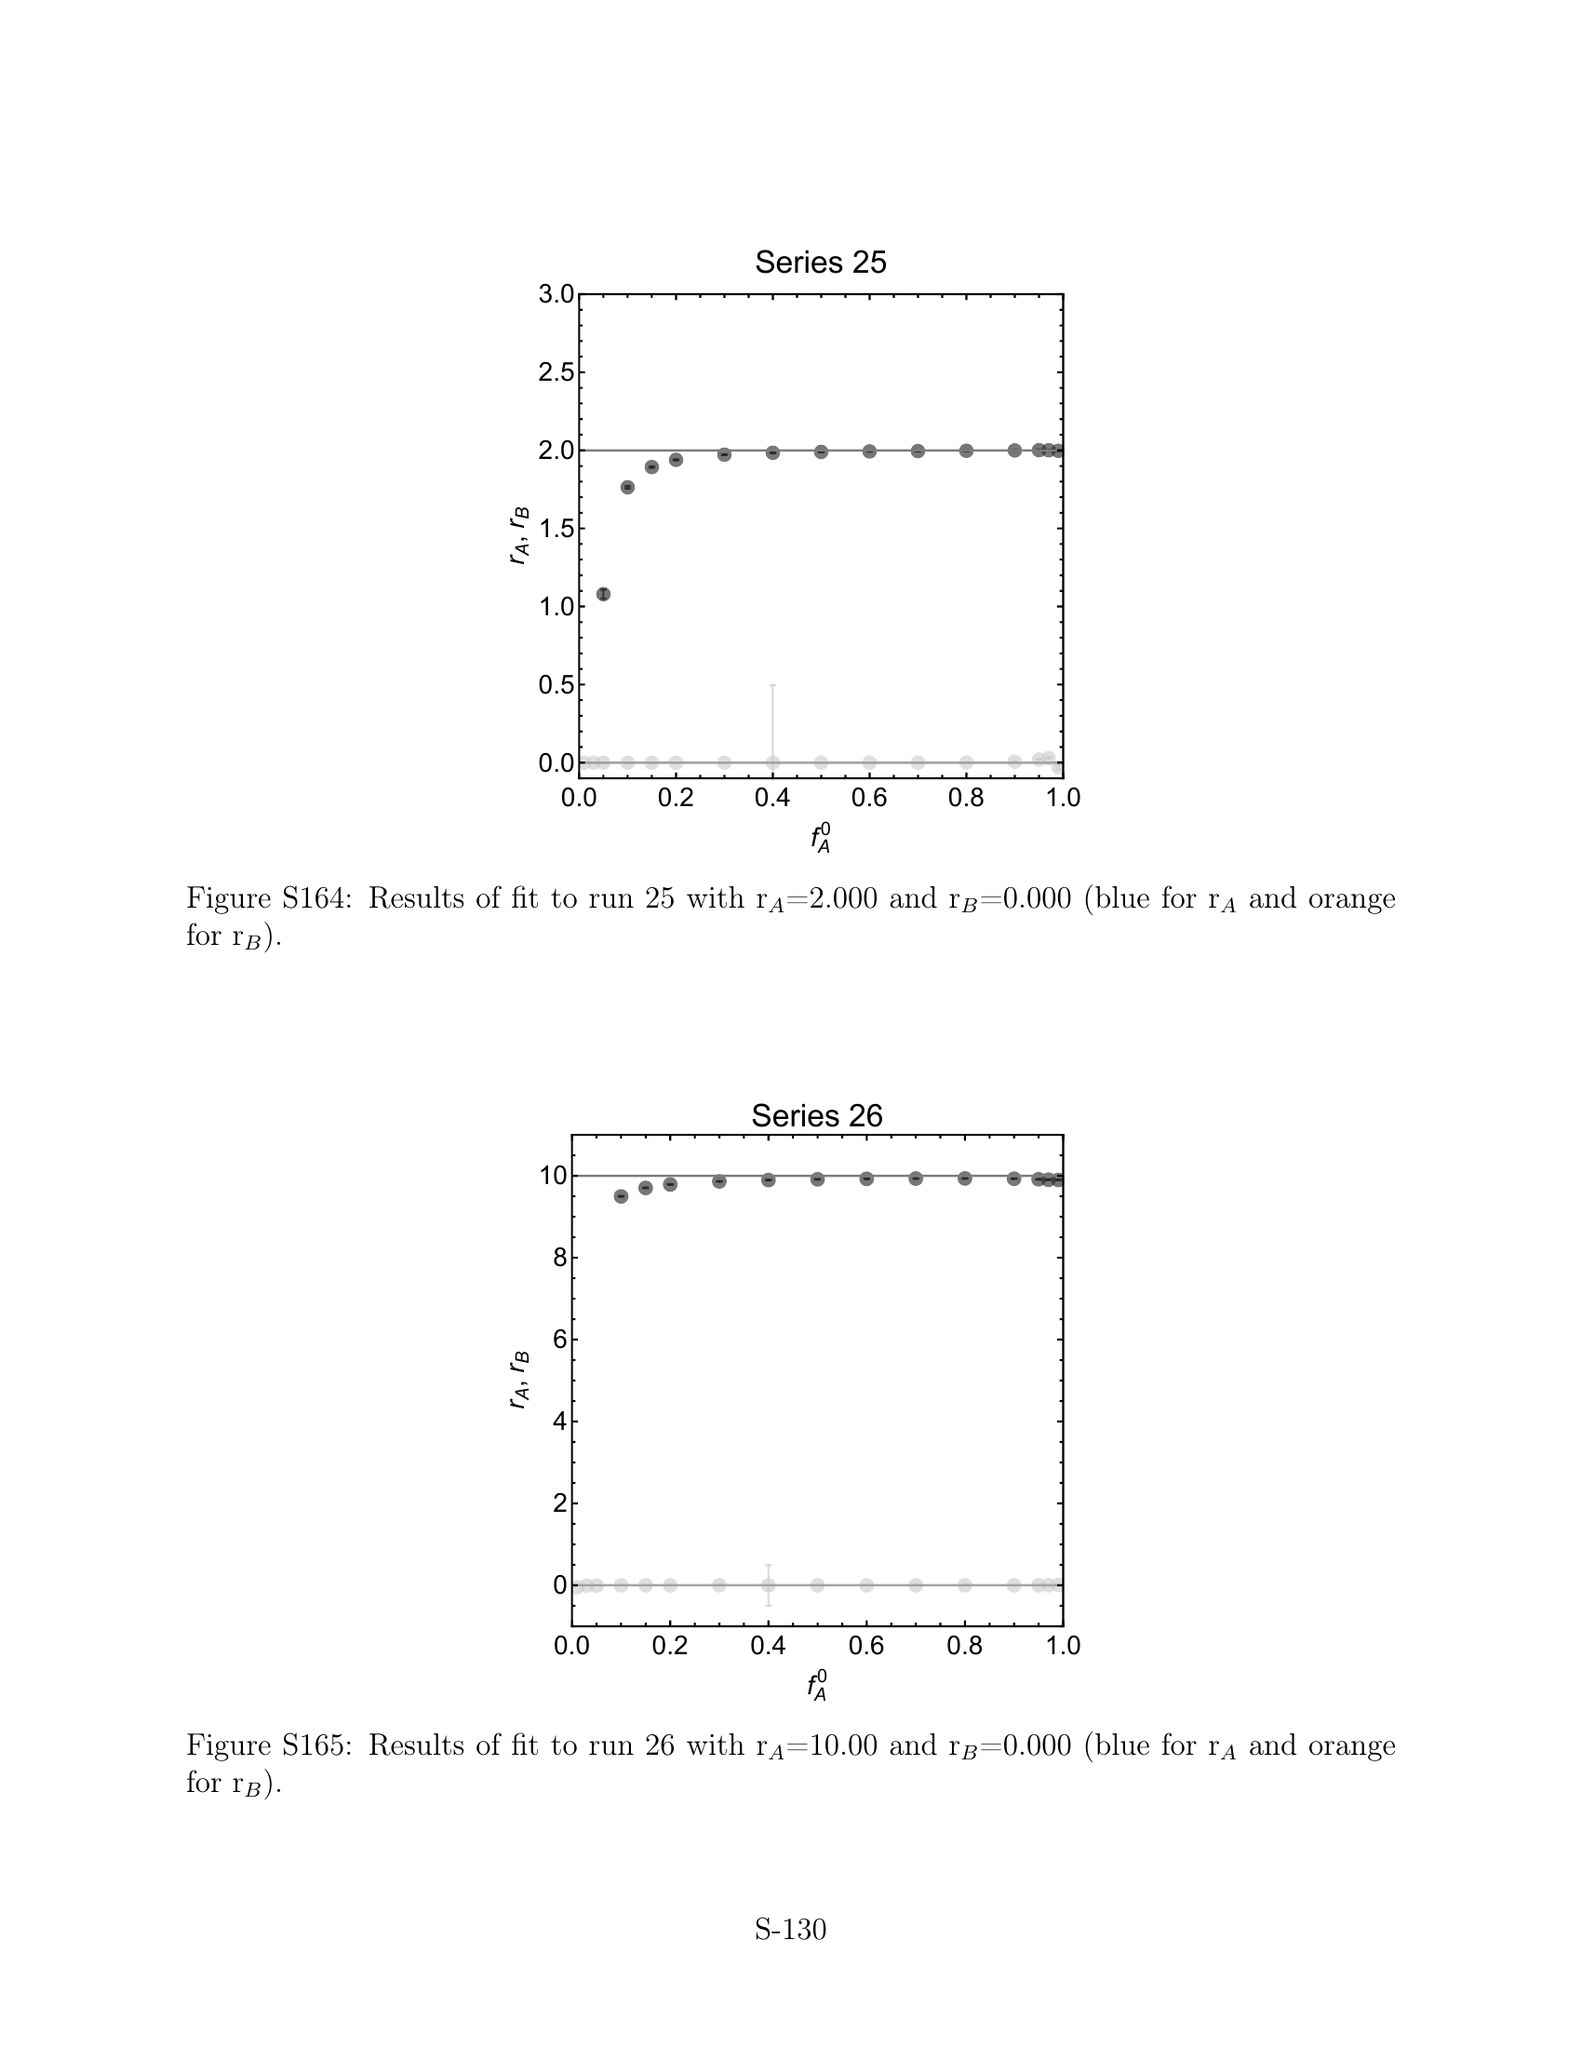 Series 25
3.0
2.5
2.0
1.5
1.0
0.5
0.0
r_A, r_B
0.0 0.2 0.4 0.6 0.8 1.0
f_A^0
Figure S164: Results of fit to run 25 with r_A=2.000 and r_B=0.000 (blue for r_A and orange
for r_B).
Series 26
10
8
6
4
2
0
r_A, r_B
0.0 0.2 0.4 0.6 0.8 1.0
f_A^0
Figure S165: Results of fit to run 26 with r_A=10.00 and r_B=0.000 (blue for r_A and orange
for r_B).
S-130